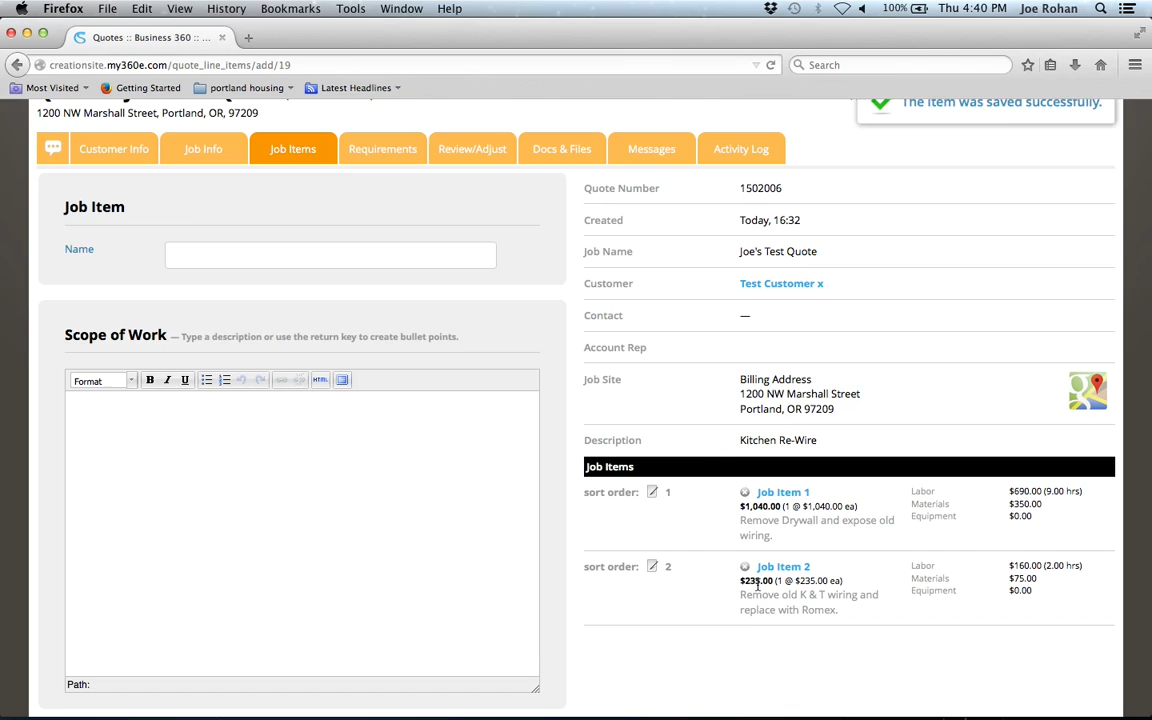 Firefox File Edit View History Bookmarks Tools Window Help 100% Thu 4:40 PM Joe Rohan
Quotes :: Business 360 :: ... × +
creationsite.my360e.com/quote_line_items/add/19 Search
Most Visited Getting Started portland housing Latest Headlines
1200 NW Marshall Street, Portland, OR, 97209
The item was saved successfully.
Customer Info Job Info Job Items Requirements Review/Adjust Docs & Files Messages Activity Log
Job Item
Name
Scope of Work — Type a description or use the return key to create bullet points.
Format B I U HTML
Path:
Quote Number 1502006
Created Today, 16:32
Job Name Joe's Test Quote
Customer Test Customer x
Contact —
Account Rep
Job Site Billing Address
1200 NW Marshall Street
Portland, OR 97209
Description Kitchen Re-Wire
Job Items
sort order: 1 Job Item 1 Labor $690.00 (9.00 hrs)
$1,040.00 (1 @ $1,040.00 ea) Materials $350.00
Remove Drywall and expose old Equipment $0.00
wiring.
sort order: 2 Job Item 2 Labor $160.00 (2.00 hrs)
$235.00 (1 @ $235.00 ea) Materials $75.00
Remove old K & T wiring and Equipment $0.00
replace with Romex.